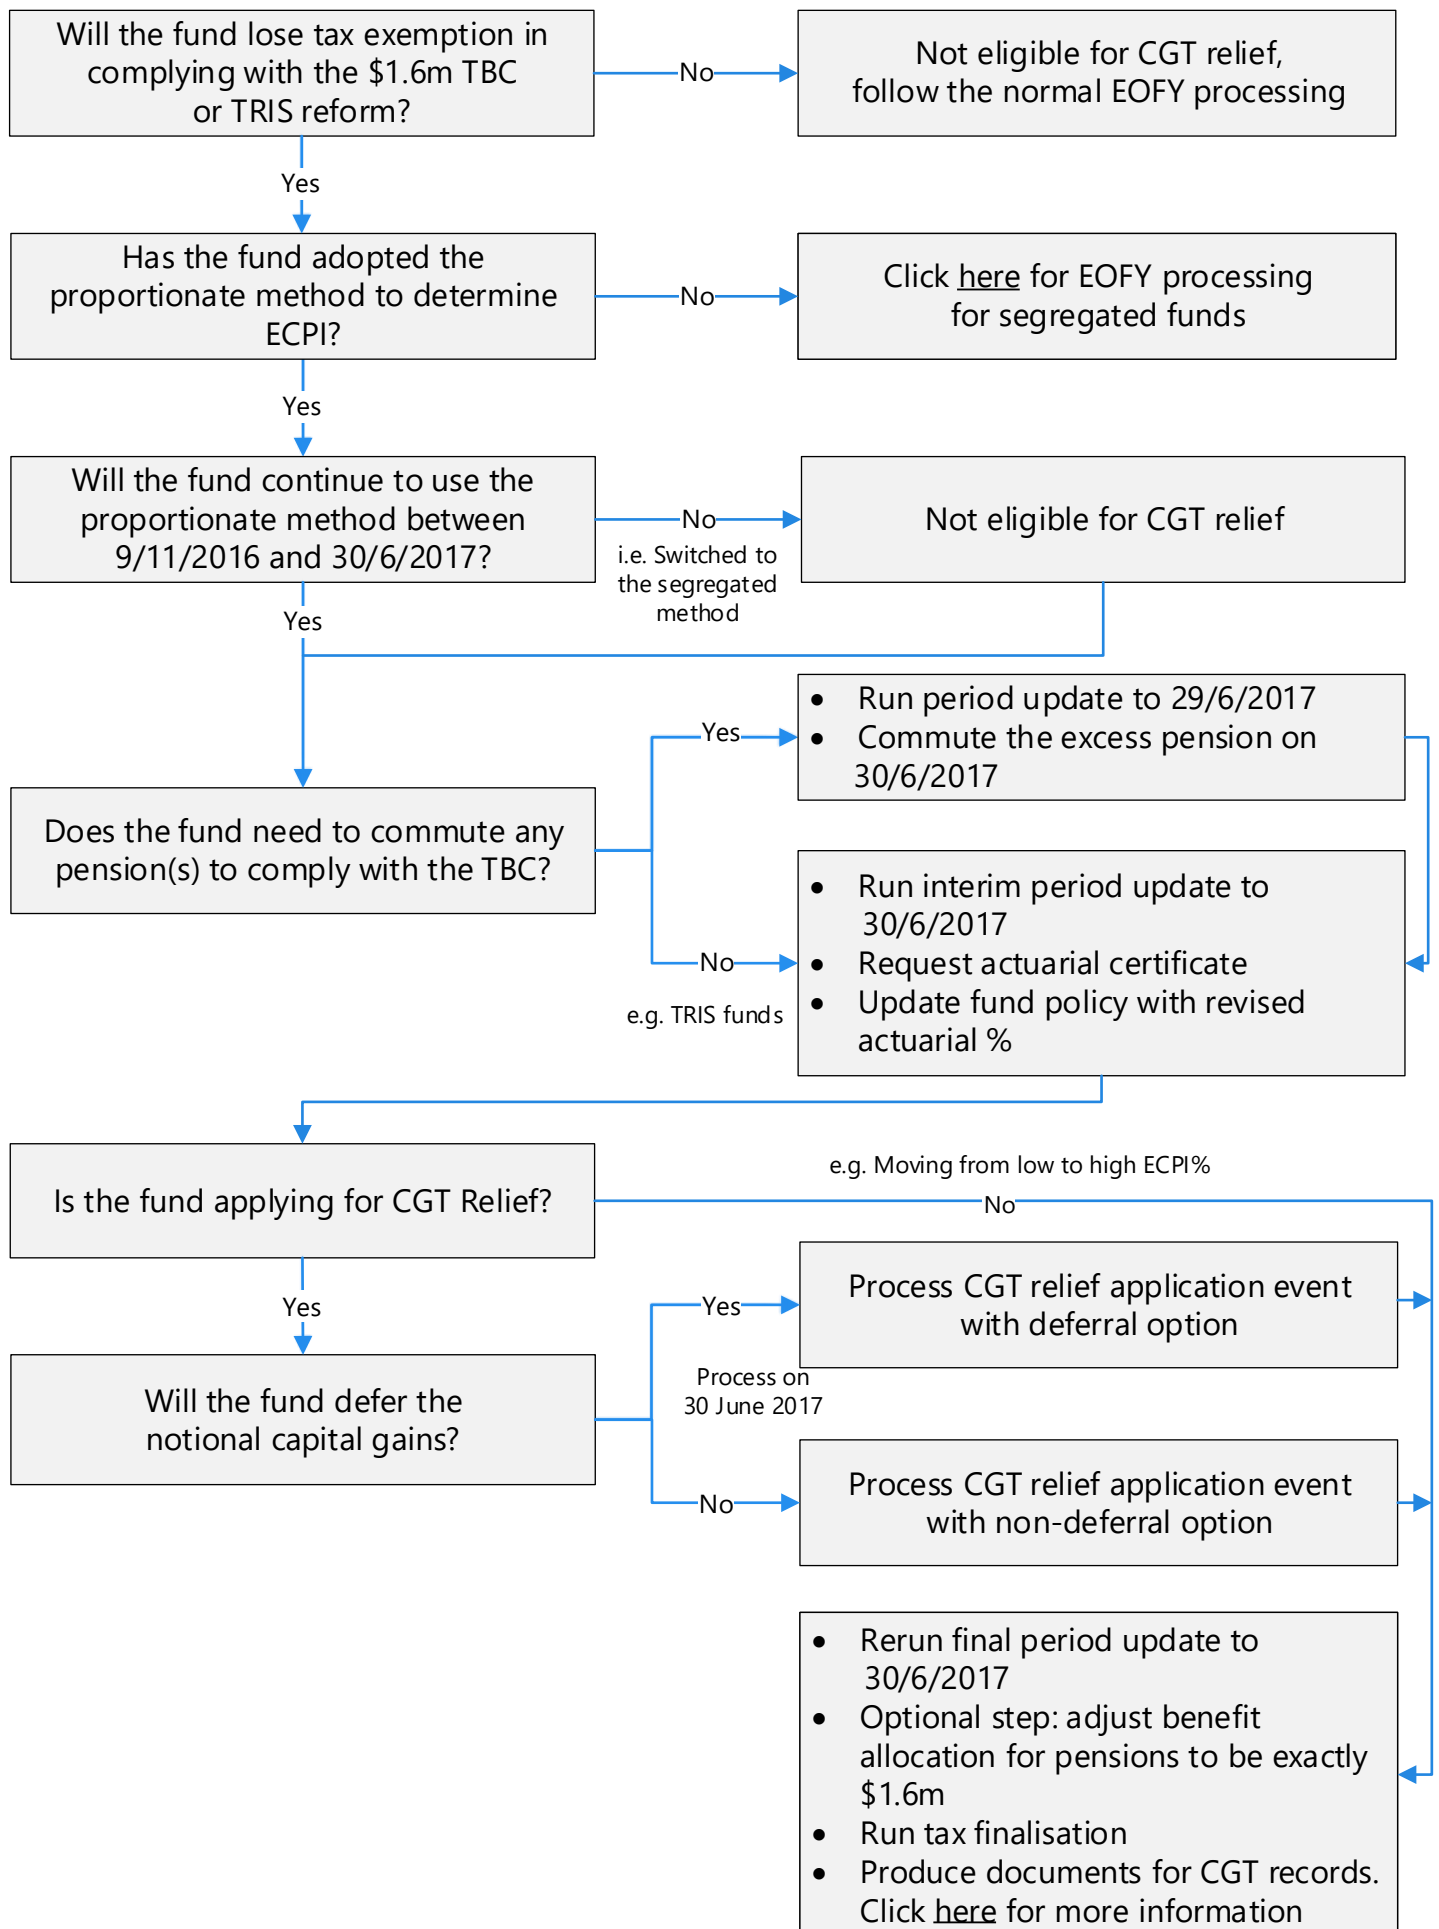 Will the fund lose tax exemption in
complying with the $1.6m TBC
or TRIS reform?
No
Not eligible for CGT relief,
follow the normal EOFY processing
Yes
Has the fund adopted the
proportionate method to determine
ECPI?
No
Click here for EOFY processing
for segregated funds
Yes
Will the fund continue to use the
proportionate method between
9/11/2016 and 30/6/2017?
No
i.e. Switched to
the segregated
method
Not eligible for CGT relief
Yes
Does the fund need to commute any
pension(s) to comply with the TBC?
Yes
• Run period update to 29/6/2017
• Commute the excess pension on
30/6/2017
No
e.g. TRIS funds
• Run interim period update to
30/6/2017
• Request actuarial certificate
• Update fund policy with revised
actuarial %
Is the fund applying for CGT Relief?
e.g. Moving from low to high ECPI%
No
Yes
Will the fund defer the
notional capital gains?
Yes
Process on
30 June 2017
Process CGT relief application event
with deferral option
No
Process CGT relief application event
with non-deferral option
• Rerun final period update to
30/6/2017
• Optional step: adjust benefit
allocation for pensions to be exactly
$1.6m
• Run tax finalisation
• Produce documents for CGT records.
Click here for more information